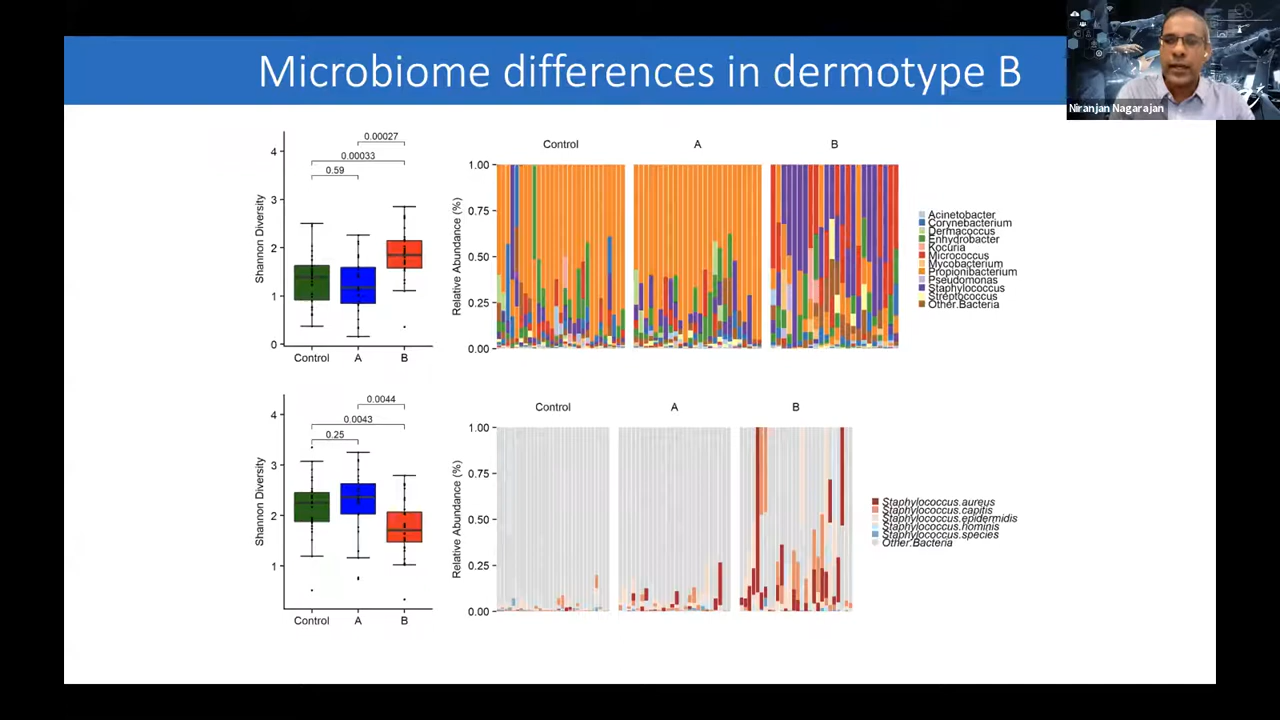 Microbiome differences in dermotype B
Niranjan Nagarajan
0.00027
0.00033
0.59
Shannon Diversity
4
3
2
1
0
Control A B
Control A B
Relative Abundance (%)
1.00
0.75
0.50
0.25
0.00
Acinetobacter
Corynebacterium
Dermacoccus
Enhydrobacter
Kocuria
Micrococcus
Mycobacterium
Propionibacterium
Pseudomonas
Staphylococcus
Streptococcus
Other.Bacteria
0.0044
0.0043
0.25
Shannon Diversity
4
3
2
1
Control A B
Control A B
Relative Abundance (%)
1.00
0.75
0.50
0.25
0.00
Staphylococcus.aureus
Staphylococcus.capitis
Staphylococcus.epidermidis
Staphylococcus.hominis
Staphylococcus.species
Other.Bacteria